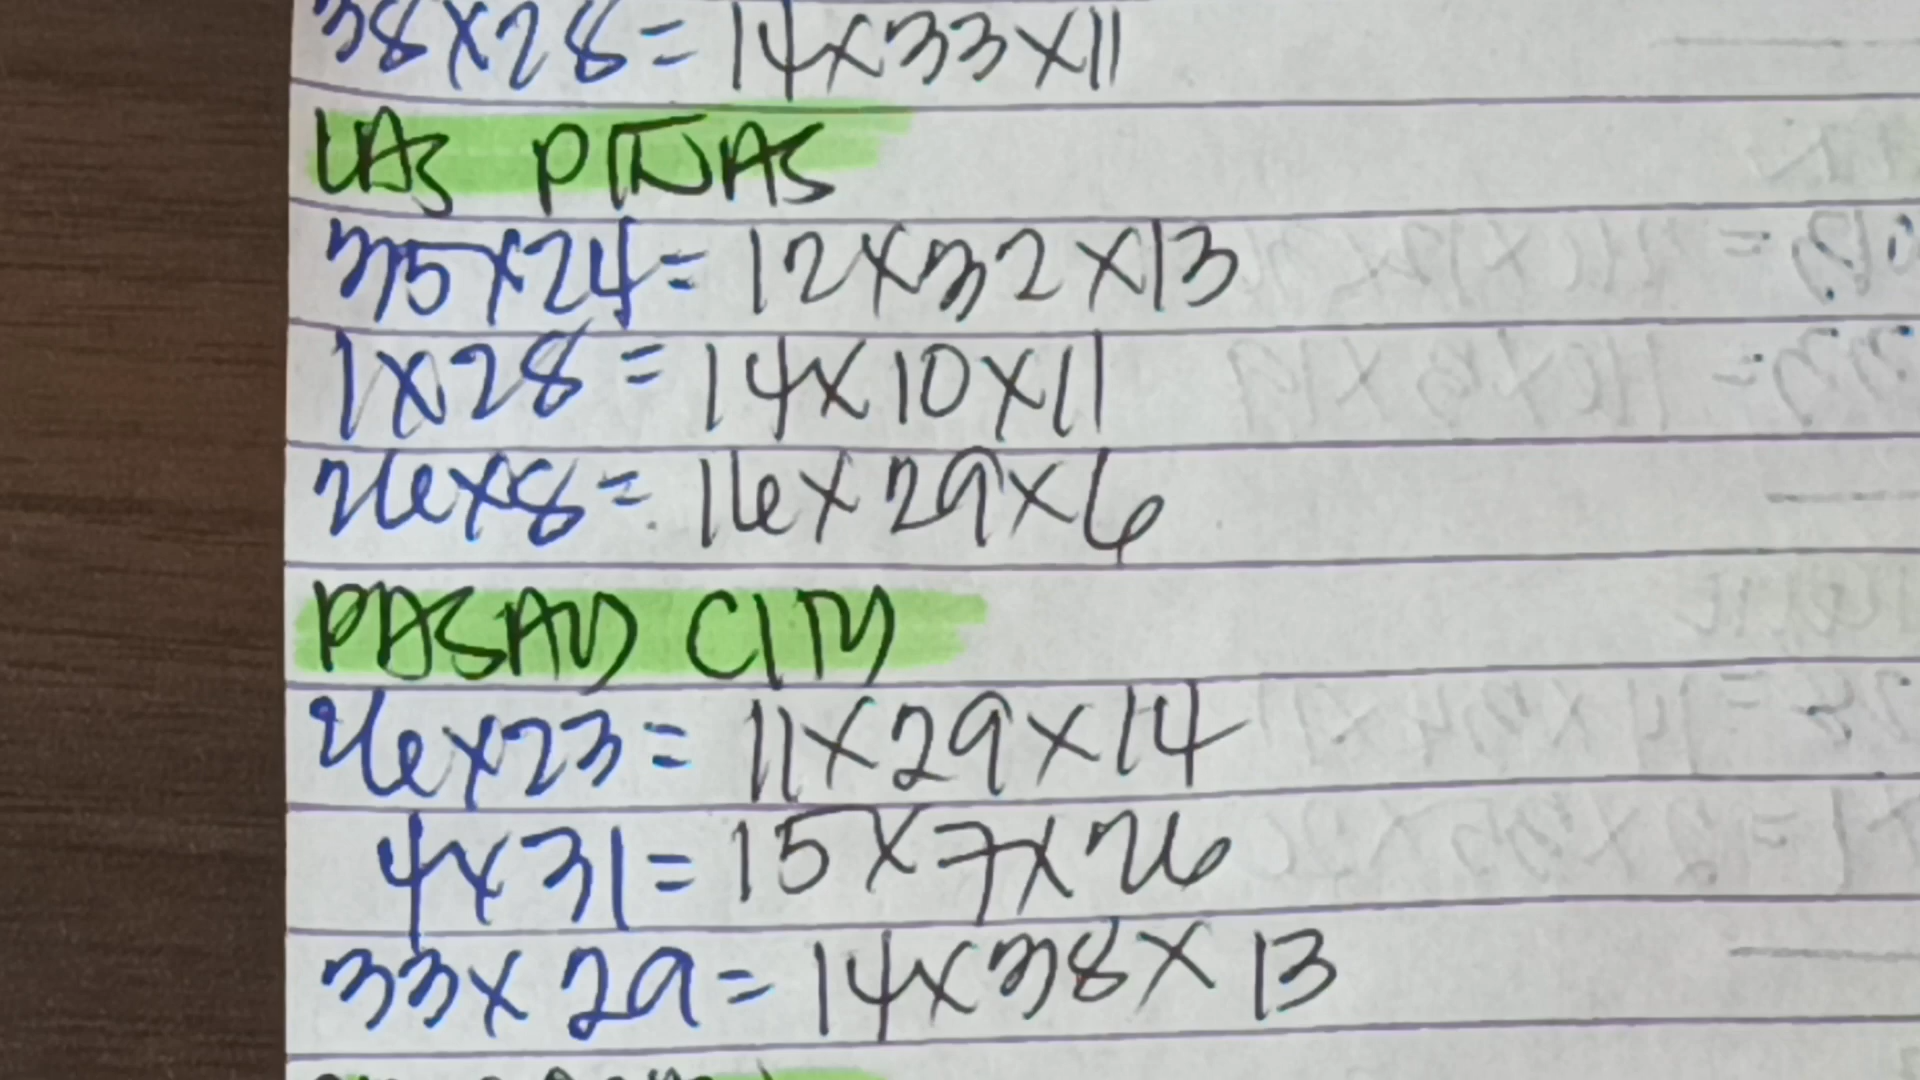 38X28= 14X33X11
LAS PIÑAS
35X24= 12X32X13
1X28= 14X10X11
26X8= 16X29X6
PASAY CITY
26X23= 11X29X14
4X31= 15X7X26
33X29= 14X38X13